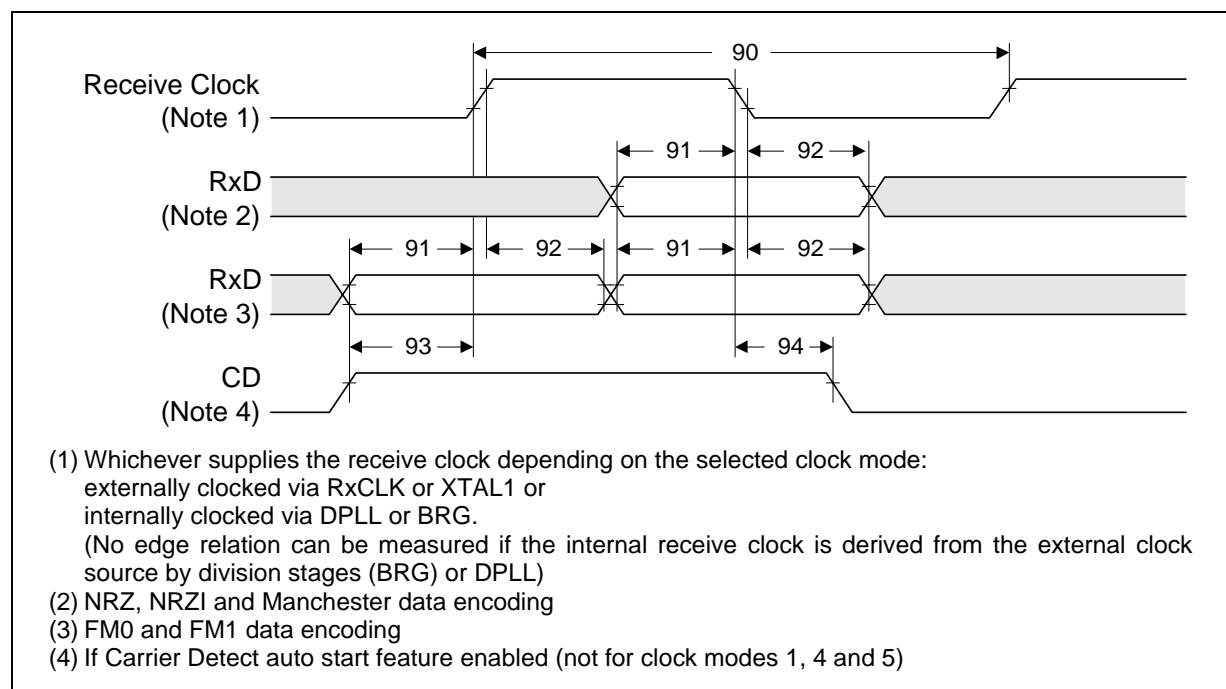 90
Receive Clock
(Note 1)
91 92
RxD
(Note 2)
91 92 91 92
RxD
(Note 3)
93 94
CD
(Note 4)
(1) Whichever supplies the receive clock depending on the selected clock mode:
externally clocked via RxCLK or XTAL1 or
internally clocked via DPLL or BRG.
(No edge relation can be measured if the internal receive clock is derived from the external clock
source by division stages (BRG) or DPLL)
(2) NRZ, NRZI and Manchester data encoding
(3) FM0 and FM1 data encoding
(4) If Carrier Detect auto start feature enabled (not for clock modes 1, 4 and 5)